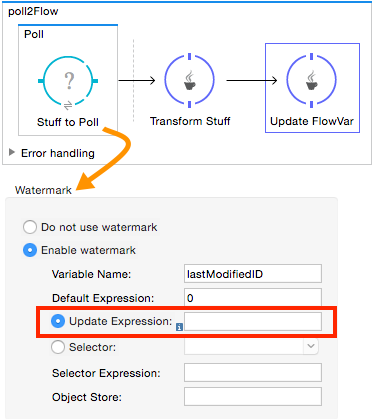 poll2Flow
Poll
?
Stuff to Poll
Transform Stuff
Update FlowVar
Error handling
Watermark
Do not use watermark
Enable watermark
Variable Name: lastModifiedID
Default Expression: 0
Update Expression: i
Selector:
Selector Expression:
Object Store: